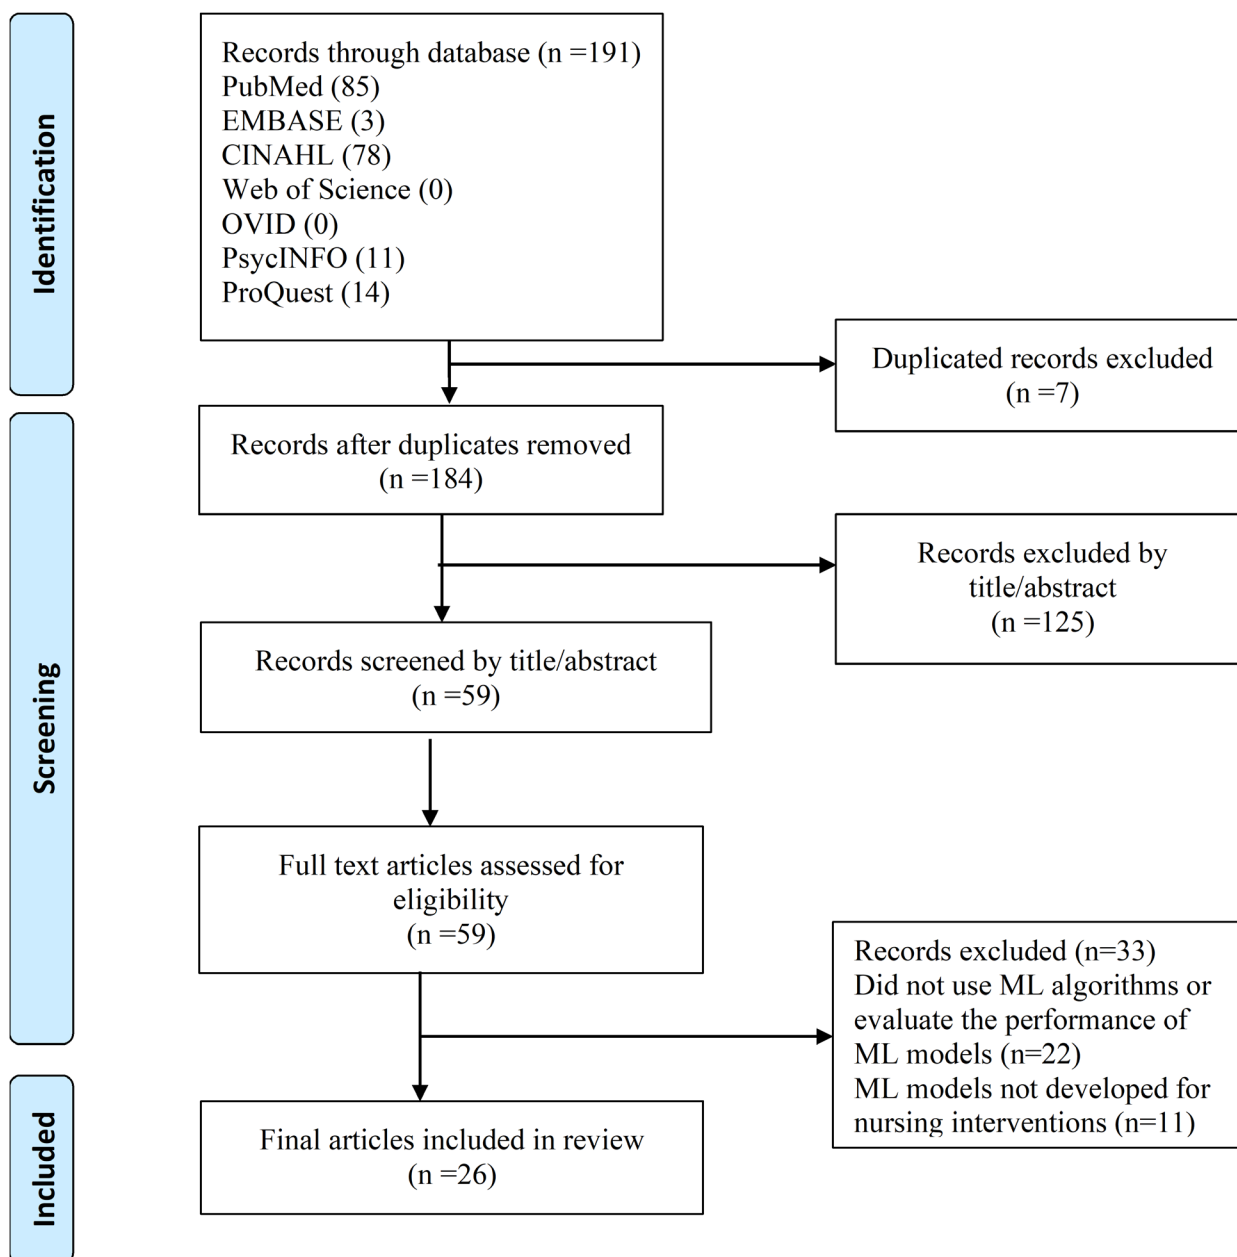 Identification
Records through database (n =191)
PubMed (85)
EMBASE (3)
CINAHL (78)
Web of Science (0)
OVID (0)
PsycINFO (11)
ProQuest (14)
Duplicated records excluded
(n =7)
Screening
Records after duplicates removed
(n =184)
Records excluded by
title/abstract
(n =125)
Records screened by title/abstract
(n =59)
Full text articles assessed for
eligibility
(n =59)
Records excluded (n=33)
Did not use ML algorithms or
evaluate the performance of
ML models (n=22)
ML models not developed for
nursing interventions (n=11)
Included
Final articles included in review
(n =26)